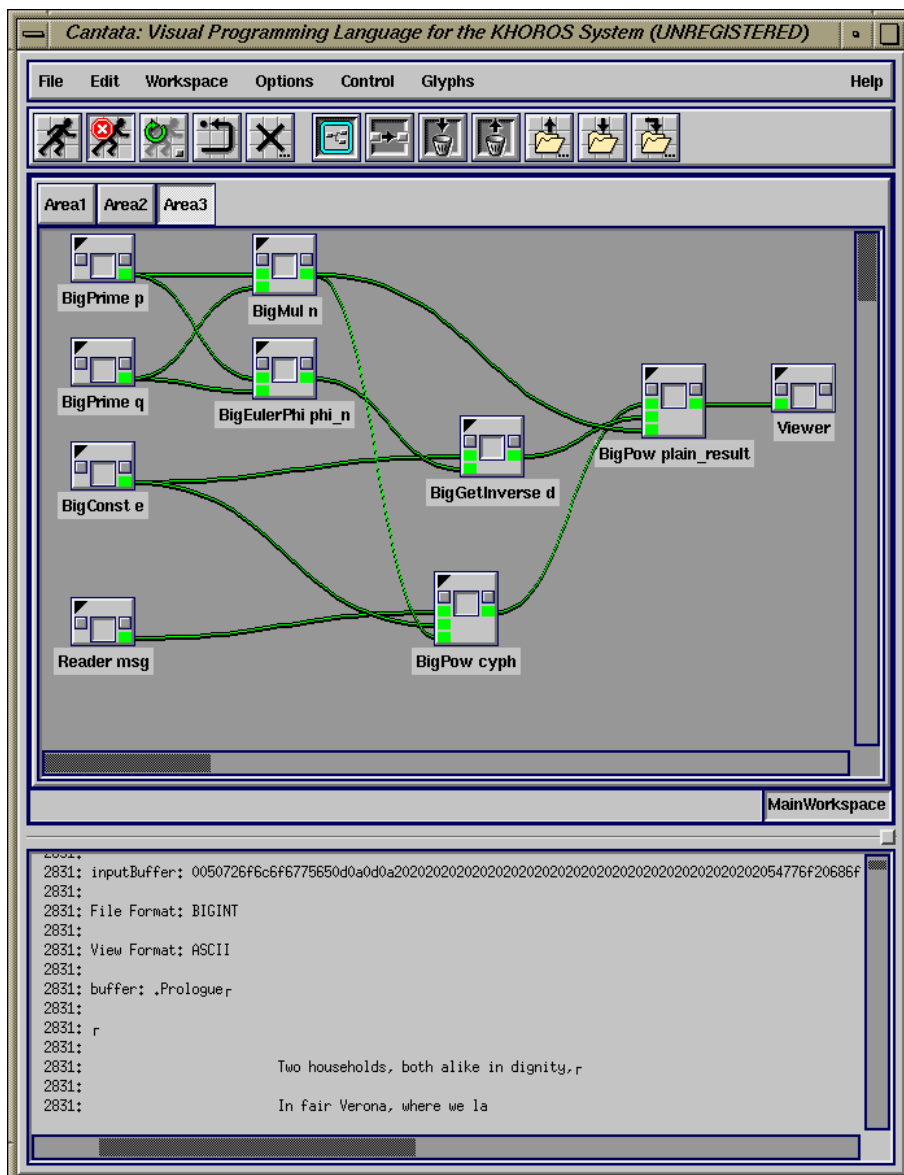 Cantata: Visual Programming Language for the KHOROS System (UNREGISTERED)
File Edit Workspace Options Control Glyphs Help
Area1 Area2 Area3
BigPrime p
BigMul n
BigPrime q
BigEulerPhi phi_n
Viewer
BigPow plain_result
BigConst e
BigGetInverse d
Reader msg
BigPow cyph
MainWorkspace
2831:
2831: inputBuffer: 0050726f6c6f6775650d0a0d0a20202020202020202020202020202020202020202020202020202054776f20686f
2831:
2831: File Format: BIGINT
2831:
2831: View Format: ASCII
2831:
2831: buffer: .Prologue┌
2831:
2831: ┌
2831:
2831: Two households, both alike in dignity,┌
2831:
2831: In fair Verona, where we la